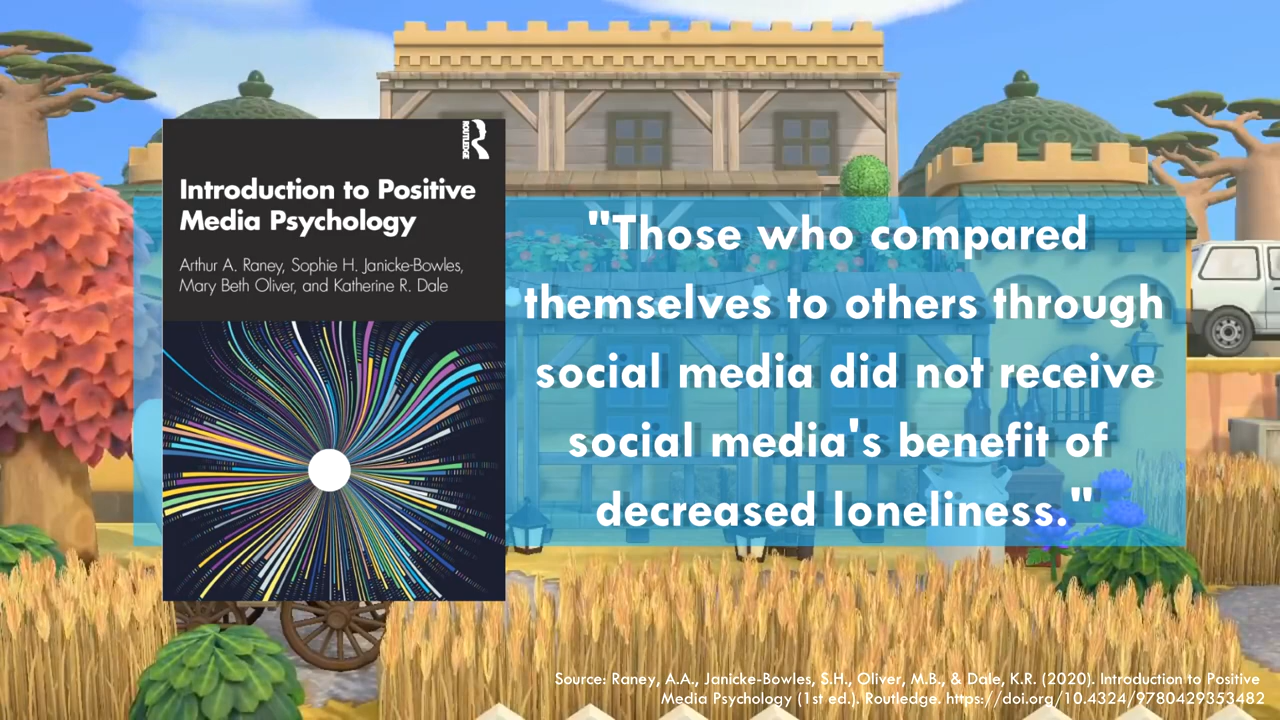 ROUTLEDGE
Introduction to Positive
Media Psychology
Arthur A. Raney, Sophie H. Janicke-Bowles,
Mary Beth Oliver, and Katherine R. Dale
"Those who compared
themselves to others through
social media did not receive
social media's benefit of
decreased loneliness."
Source: Raney, A.A., Janicke-Bowles, S.H., Oliver, M.B., & Dale, K.R. (2020). Introduction to Positive
Media Psychology (1st ed.). Routledge. https://doi.org/10.4324/9780429353482